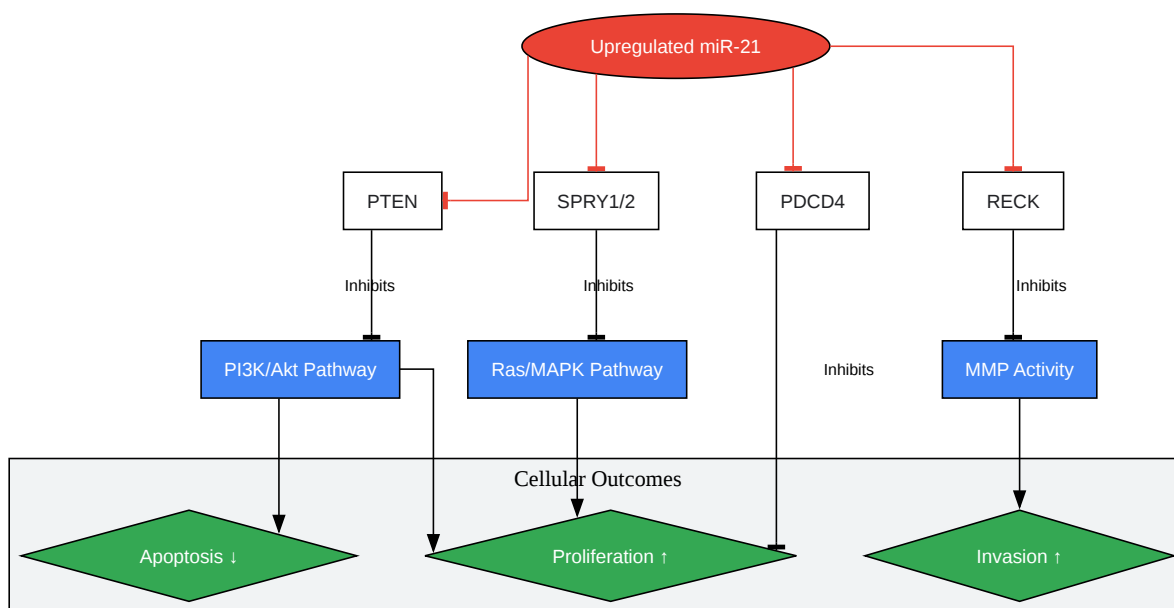 Upregulated miR-21
PTEN
SPRY1/2
PDCD4
RECK
Inhibits
Inhibits
Inhibits
PI3K/Akt Pathway
Ras/MAPK Pathway
Inhibits
MMP Activity
Cellular Outcomes
Apoptosis ↓
Proliferation ↑
Invasion ↑